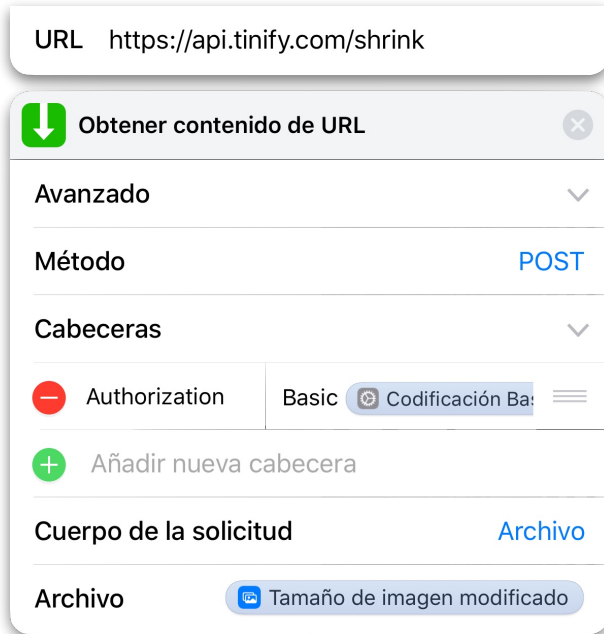 URL https://api.tinify.com/shrink
Obtener contenido de URL
Avanzado
Método POST
Cabeceras
Authorization Basic Codificación Bas
Añadir nueva cabecera
Cuerpo de la solicitud Archivo
Archivo Tamaño de imagen modificado